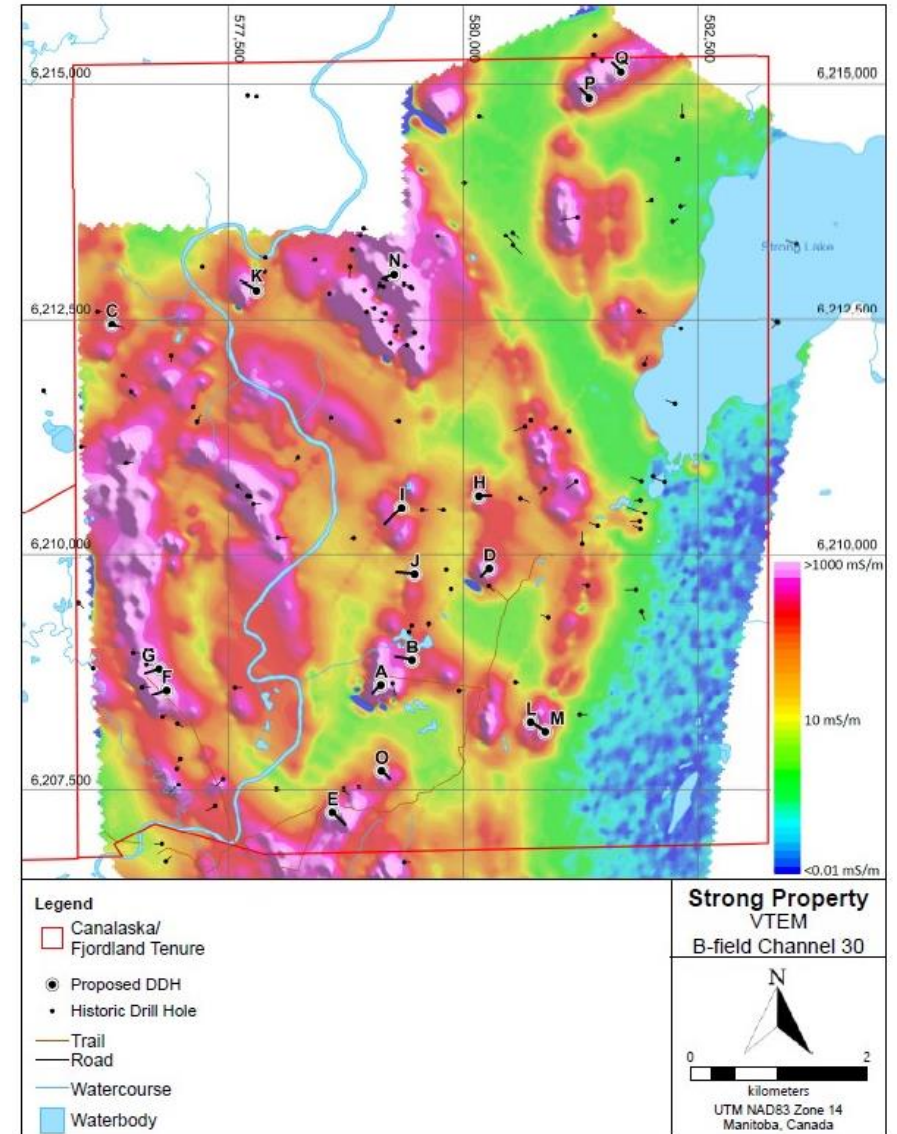 577,500
580,000
582,500
6,215,000
6,215,000
Q
P
Strong Lake
N
K
C
6,212,500
6,212,500
H
I
6,210,000
6,210,000
D
J
>1000 mS/m
B
G
F
A
L
M
10 mS/m
O
6,207,500
6,207,500
E
<0.01 mS/m
Legend
Canalaska/
Fjordland Tenure
Proposed DDH
Historic Drill Hole
Trail
Road
Watercourse
Waterbody
Strong Property
VTEM
B-field Channel 30
N
0 2
kilometers
UTM NAD83 Zone 14
Manitoba, Canada